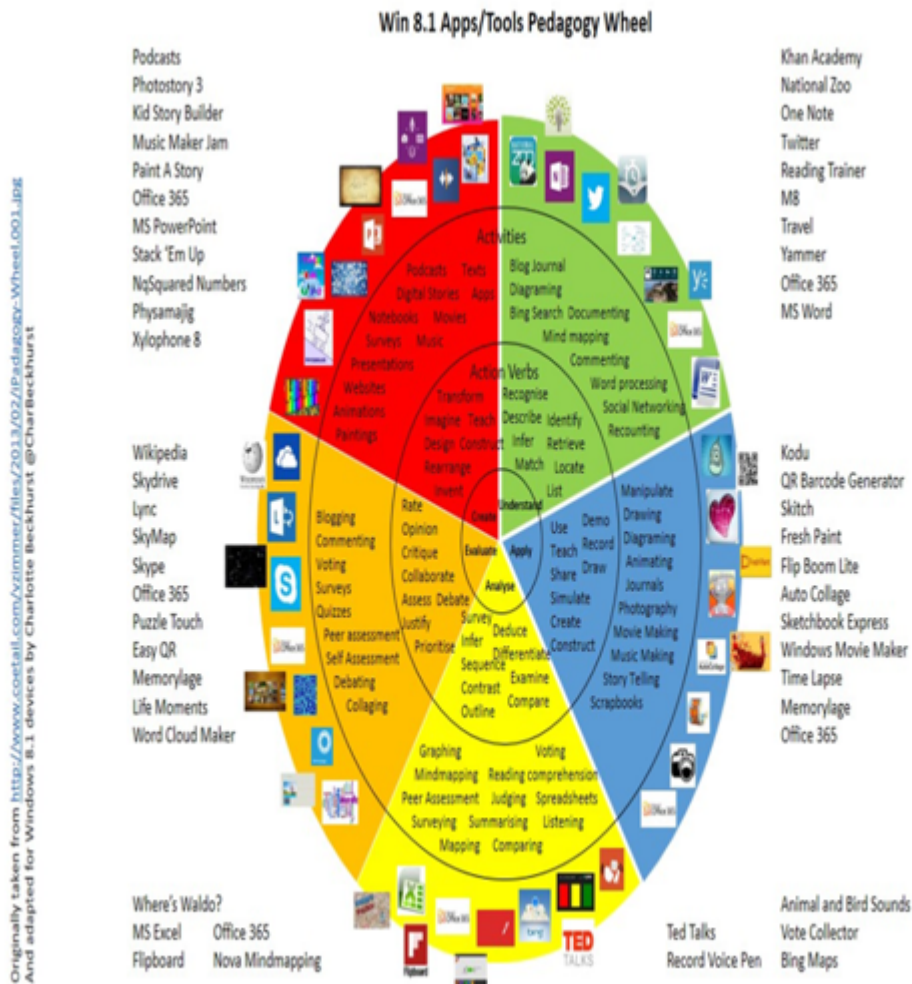 Win 8.1 Apps/Tools Pedagogy Wheel
Podcasts
Photostory 3
Kid Story Builder
Music Maker Jam
Paint A Story
Office 365
MS PowerPoint
Stack 'Em Up
NqSquared Numbers
Physamajig
Xylophone 8
Khan Academy
National Zoo
One Note
Twitter
Reading Trainer
M8
Travel
Yammer
Office 365
MS Word
Activities
Podcasts Texts
Digital Stories Apps
Notebooks Movies
Surveys Music
Presentations
Websites
Animations
Paintings
Blog Journal
Diagraming
Bing Search Documenting
Mind mapping
Commenting
Word processing
Social Networking
Recounting
Action Verbs
Transform
Imagine Teach
Design Construct
Rearrange
Invent
Create
Recognise
Describe Identify
Infer Retrieve
Match Locate
List
Understand
Wikipedia
Skydrive
Lync
SkyMap
Skype
Office 365
Puzzle Touch
Easy QR
Memorylage
Life Moments
Word Cloud Maker
Blogging
Commenting
Voting
Surveys
Quizzes
Peer assessment
Self Assessment
Debating
Collaging
Rate
Opinion
Critique
Collaborate
Assess Debate
Justify
Prioritise
Evaluate
Apply
Analyse
Use Demo
Teach Record
Share Draw
Simulate
Create
Construct
Manipulate
Drawing
Diagraming
Animating
Journals
Photography
Movie Making
Music Making
Story Telling
Scrapbooks
Kodu
QR Barcode Generator
Skitch
Fresh Paint
Flip Boom Lite
Auto Collage
Sketchbook Express
Windows Movie Maker
Time Lapse
Memorylage
Office 365
Survey Deduce
Infer Differentiate
Sequence Examine
Contrast Compare
Outline
Graphing Voting
Mindmapping Reading comprehension
Peer Assessment Judging Spreadsheets
Surveying Summarising Listening
Mapping Comparing
Flipboard
bing
TED
TALKS
Where's Waldo?
MS Excel Office 365
Flipboard Nova Mindmapping
Animal and Bird Sounds
Ted Talks Vote Collector
Record Voice Pen Bing Maps
Originally taken from http://www.coetail.com/vzimmer/files/2013/02/iPadagogy-Wheel.001.jpg
And adapted for Windows 8.1 devices by Charlotte Beckhurst @CharBeckhurst